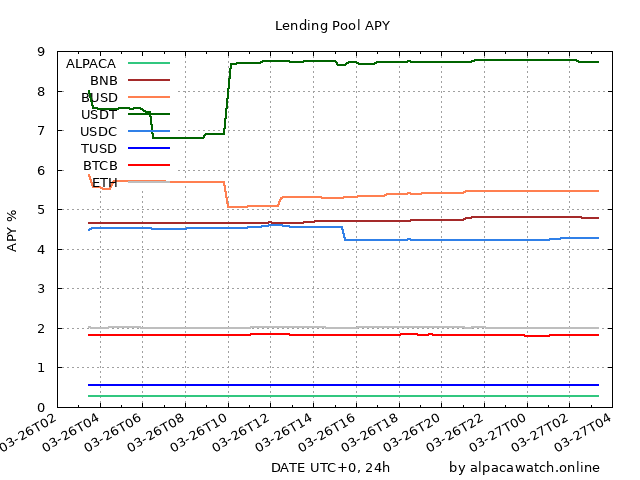 Lending Pool APY
9
8
7
6
5
4
3
2
1
0
APY %
ALPACA
BNB
BUSD
USDT
USDC
TUSD
BTCB
ETH
03-26T02
03-26T04
03-26T06
03-26T08
03-26T10
03-26T12
03-26T14
03-26T16
03-26T18
03-26T20
03-26T22
03-27T00
03-27T02
03-27T04
DATE UTC+0, 24h
by alpacawatch.online